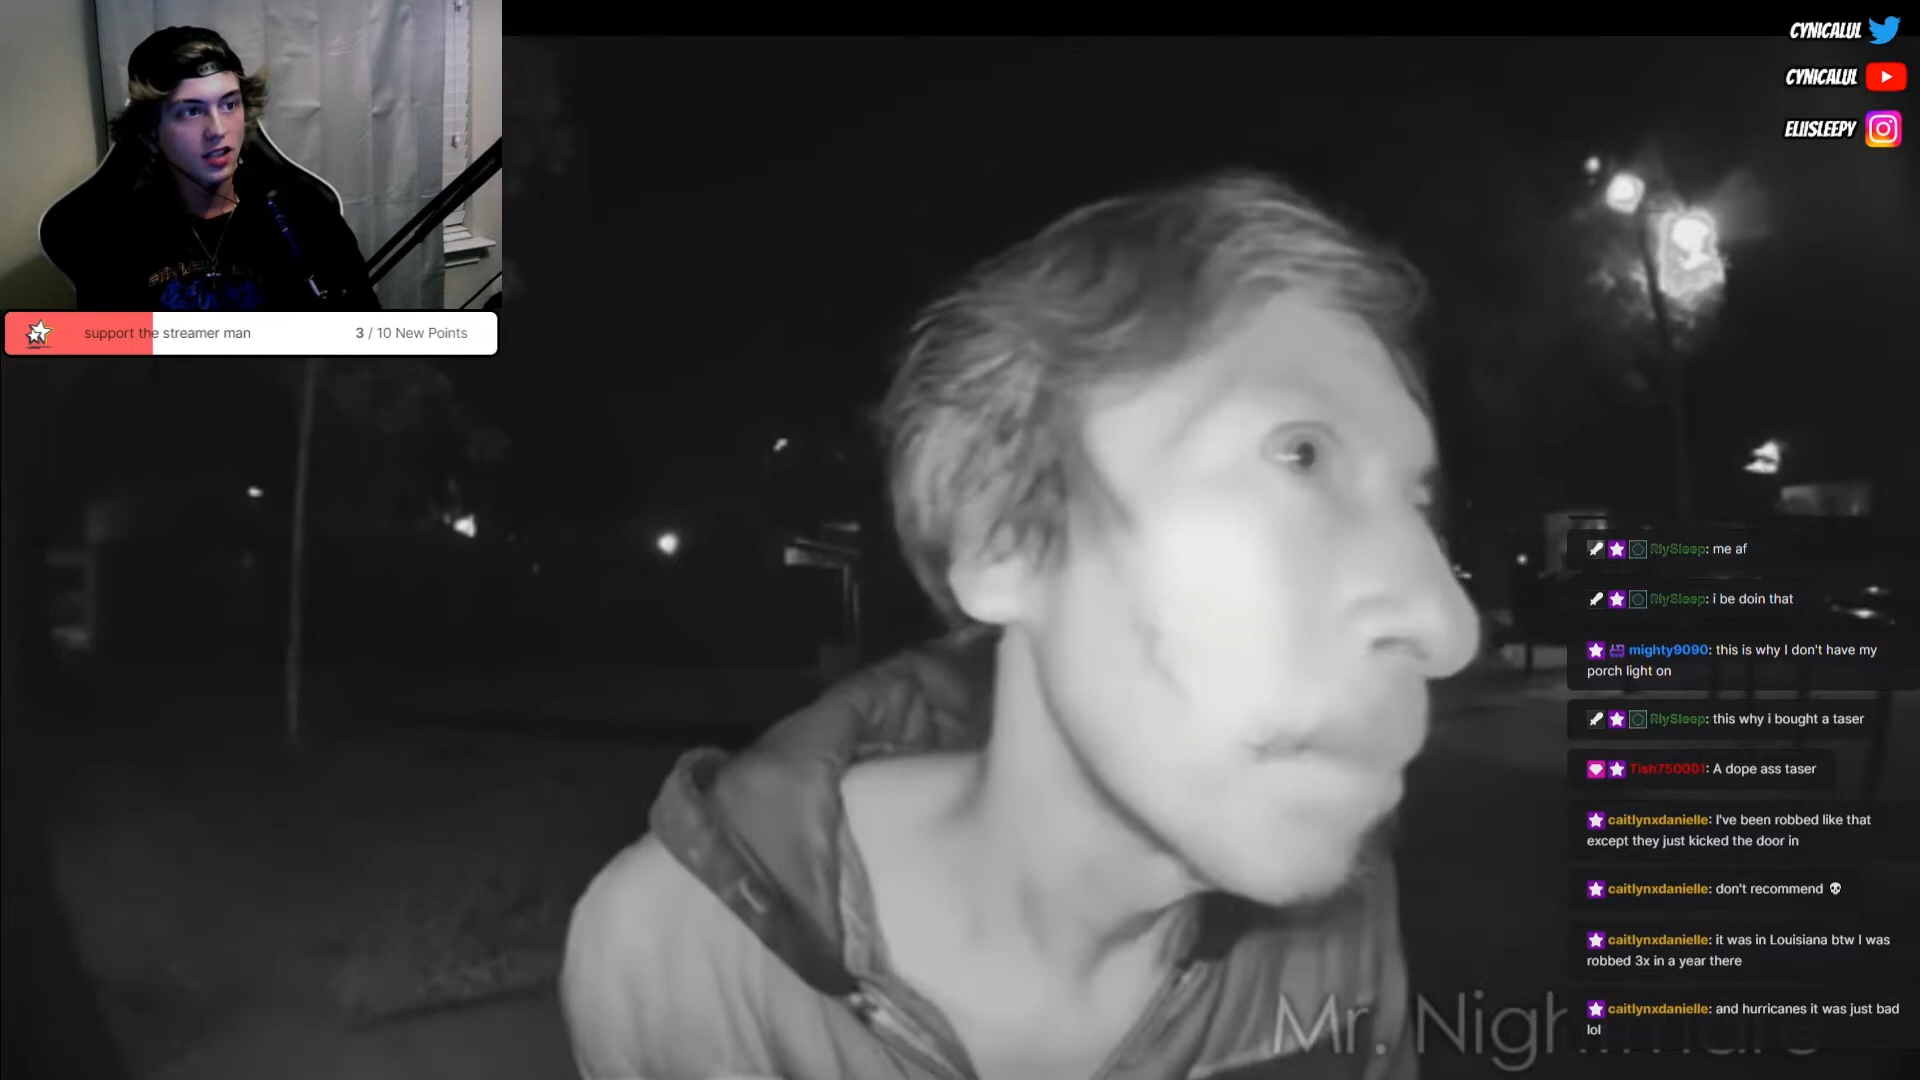 CYNICALUL
CYNICALUL
ELIISLEEPY
support the streamer man 3 / 10 New Points
RlySleep: me af
RlySleep: i be doin that
mighty9090: this is why I don't have my
porch light on
RlySleep: this why i bought a taser
Tish750001: A dope ass taser
caitlynxdanielle: I've been robbed like that
except they just kicked the door in
caitlynxdanielle: don't recommend 💀
caitlynxdanielle: it was in Louisiana btw I was
robbed 3x in a year there
caitlynxdanielle: and hurricanes it was just bad
lol
Mr. Nightmare